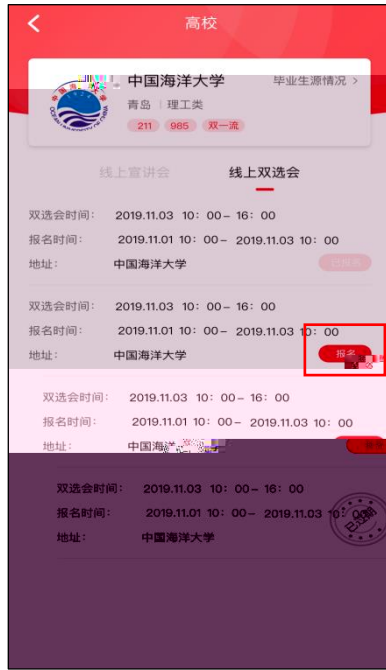 高校
中国海洋大学 毕业生源情况 >
青岛 理工类
211 985 双一流
线上宣讲会 线上双选会
双选会时间： 2019.11.03 10：00 – 16：00
报名时间： 2019.11.01 10：00 – 2019.11.03 10：00
地址： 中国海洋大学 已报名
双选会时间： 2019.11.03 10：00 – 16：00
报名时间： 2019.11.01 10：00 – 2019.11.03 10：00
地址： 中国海洋大学 报名
双选会时间： 2019.11.03 10：00 – 16：00
报名时间： 2019.11.01 10：00 – 2019.11.03 10：00
地址： 中国海
双选会时间： 2019.11.03 10：00 – 16：00
报名时间： 2019.11.01 10：00 – 2019.11.03 10：00
地址： 中国海洋大学 已过期